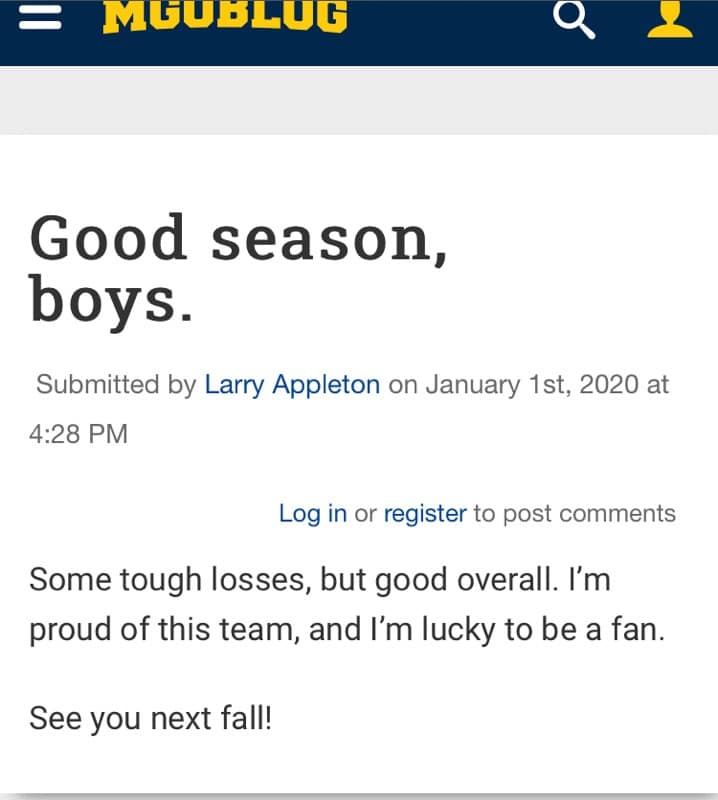 MGOBLOG
Good season,
boys.
Submitted by Larry Appleton on January 1st, 2020 at
4:28 PM
Log in or register to post comments
Some tough losses, but good overall. I’m
proud of this team, and I’m lucky to be a fan.
See you next fall!